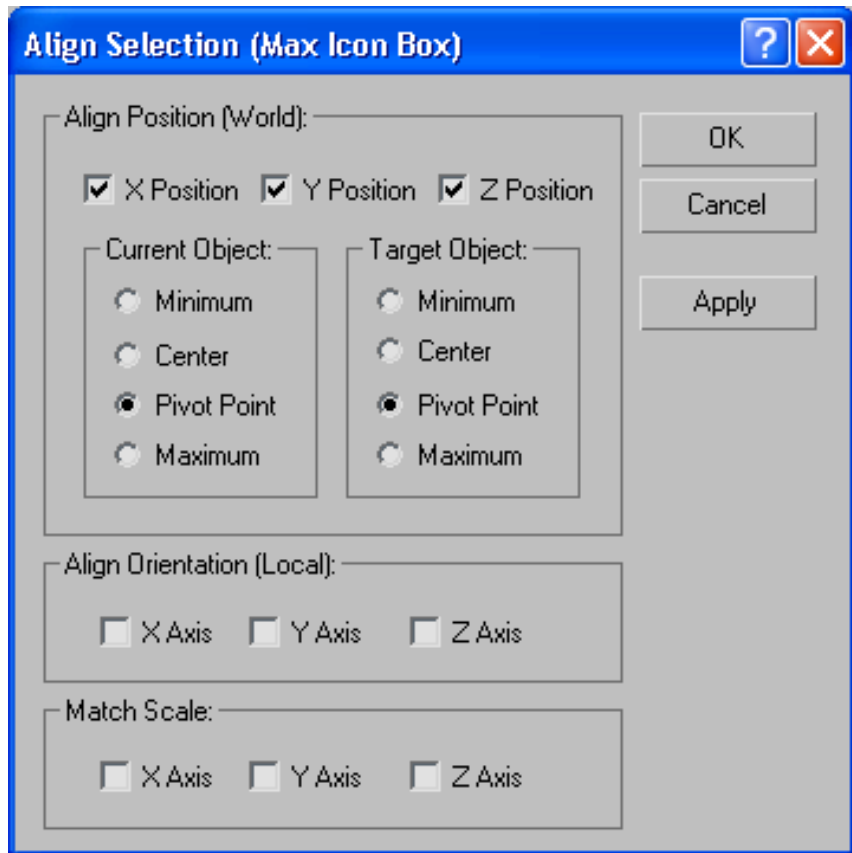 Align Selection (Max Icon Box)
Align Position (World):
OK
X Position Y Position Z Position
Cancel
Current Object: Target Object:
Minimum Minimum
Apply
Center Center
Pivot Point Pivot Point
Maximum Maximum
Align Orientation (Local):
X Axis Y Axis Z Axis
Match Scale:
X Axis Y Axis Z Axis